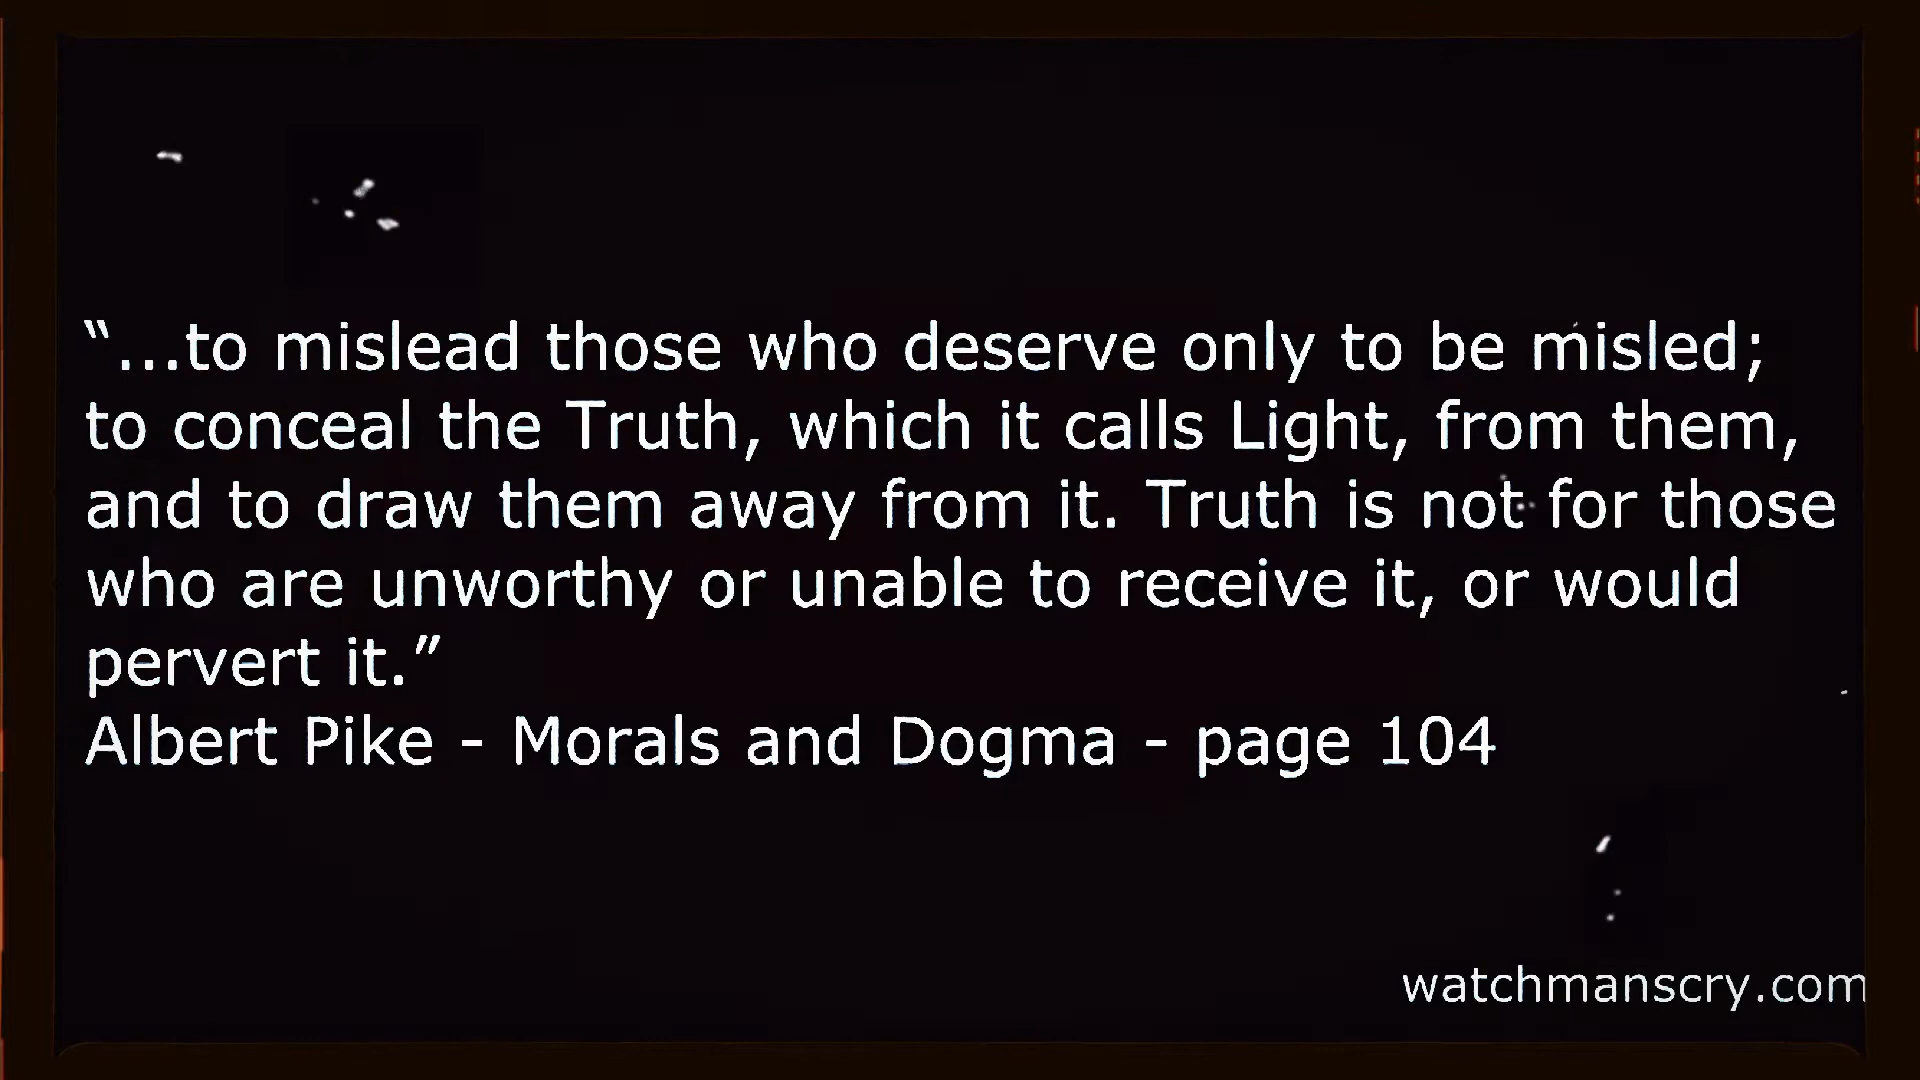 “...to mislead those who deserve only to be misled;
to conceal the Truth, which it calls Light, from them,
and to draw them away from it. Truth is not for those
who are unworthy or unable to receive it, or would
pervert it.”
Albert Pike - Morals and Dogma - page 104
watchmanscry.com